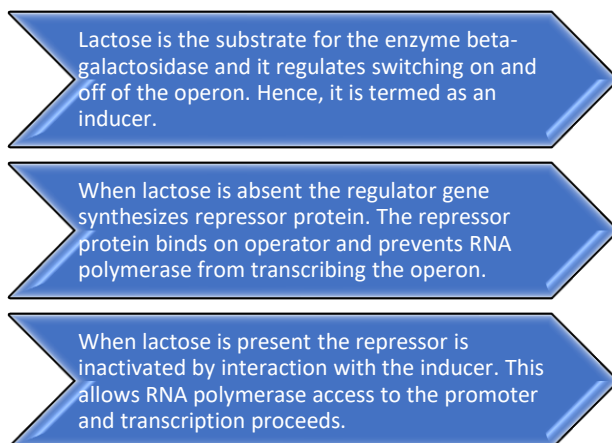 Lactose is the substrate for the enzyme beta-
galactosidase and it regulates switching on and
off of the operon. Hence, it is termed as an
inducer.
When lactose is absent the regulator gene
synthesizes repressor protein. The repressor
protein binds on operator and prevents RNA
polymerase from transcribing the operon.
When lactose is present the repressor is
inactivated by interaction with the inducer. This
allows RNA polymerase access to the promoter
and transcription proceeds.